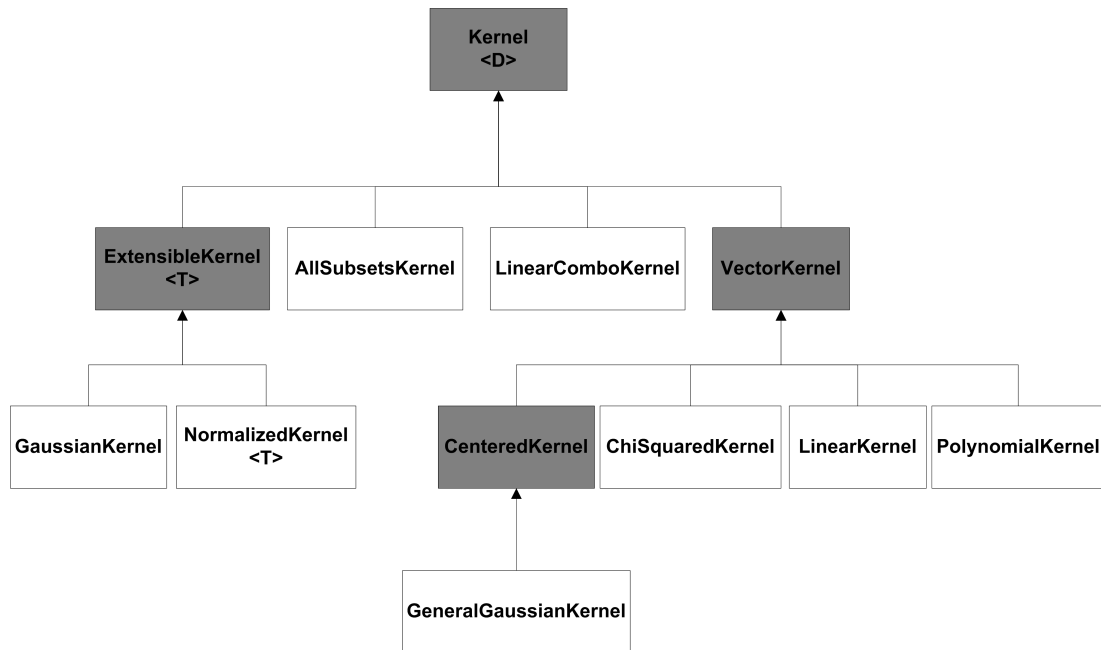 Kernel
<D>
ExtensibleKernel
<T>
AllSubsetsKernel
LinearComboKernel
VectorKernel
GaussianKernel
NormalizedKernel
<T>
CenteredKernel
ChiSquaredKernel
LinearKernel
PolynomialKernel
GeneralGaussianKernel